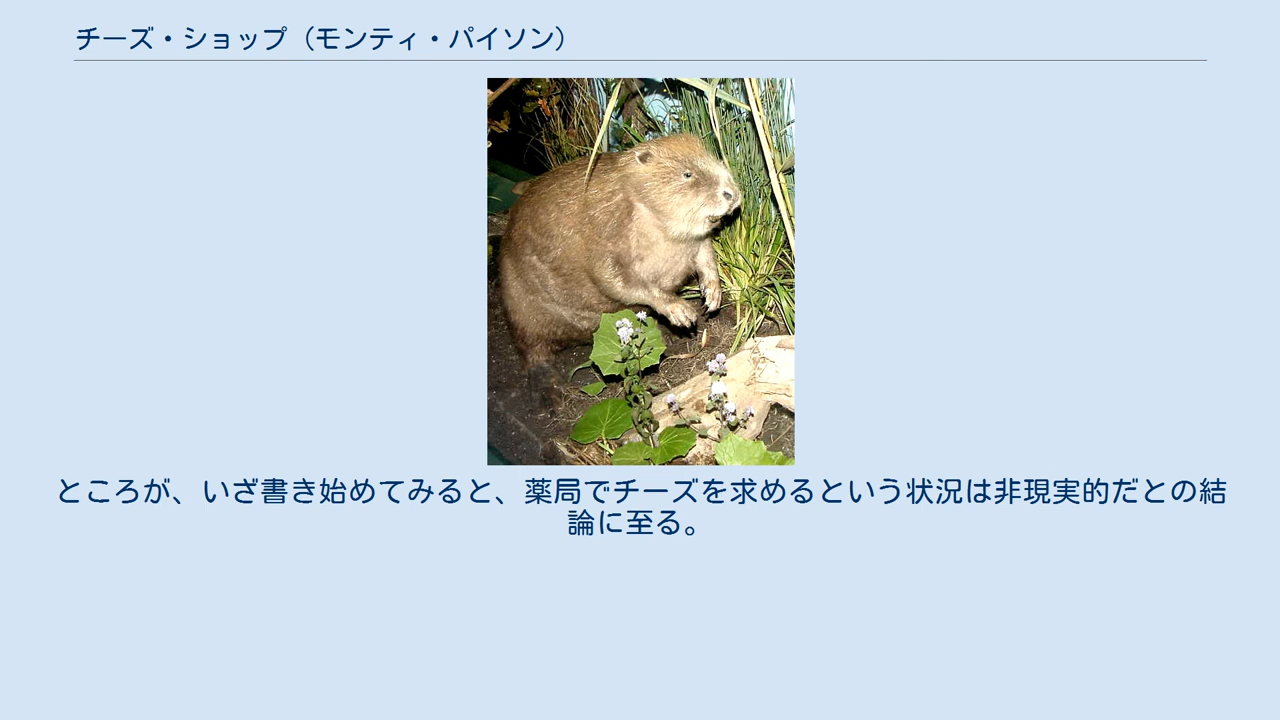 チーズ・ショップ（モンティ・パイソン）
ところが、いざ書き始めてみると、薬局でチーズを求めるという状況は非現実的だとの結
論に至る。